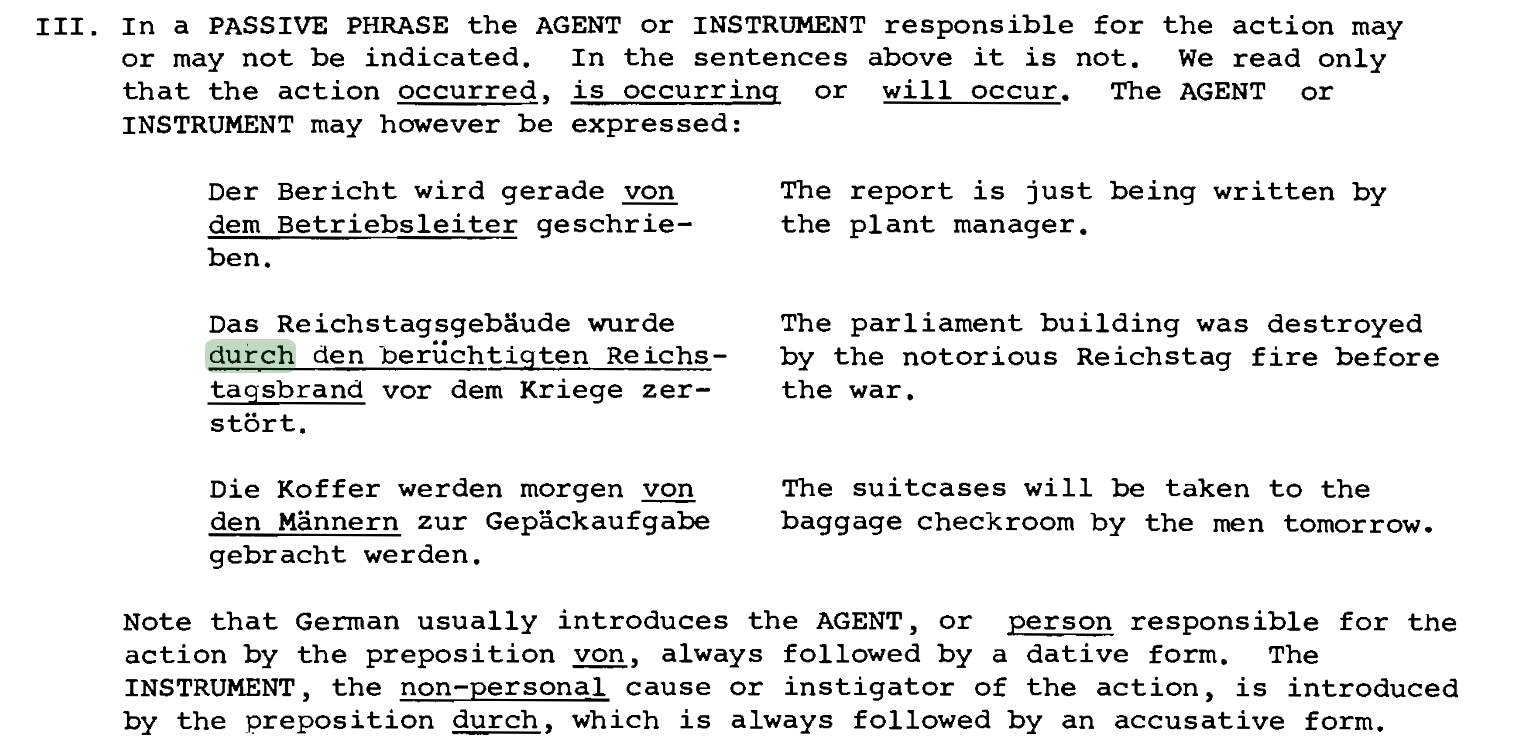 III. In a PASSIVE PHRASE the AGENT or INSTRUMENT responsible for the action may
or may not be indicated. In the sentences above it is not. We read only
that the action occurred, is occurring or will occur. The AGENT or
INSTRUMENT may however be expressed:
Der Bericht wird gerade von
dem Betriebsleiter geschrie-
ben.
The report is just being written by
the plant manager.
Das Reichstagsgebäude wurde
durch den berüchtigten Reichs-
tagsbrand vor dem Kriege zer-
stört.
The parliament building was destroyed
by the notorious Reichstag fire before
the war.
Die Koffer werden morgen von
den Männern zur Gepäckaufgabe
gebracht werden.
The suitcases will be taken to the
baggage checkroom by the men tomorrow.
Note that German usually introduces the AGENT, or person responsible for the
action by the preposition von, always followed by a dative form. The
INSTRUMENT, the non-personal cause or instigator of the action, is introduced
by the preposition durch, which is always followed by an accusative form.